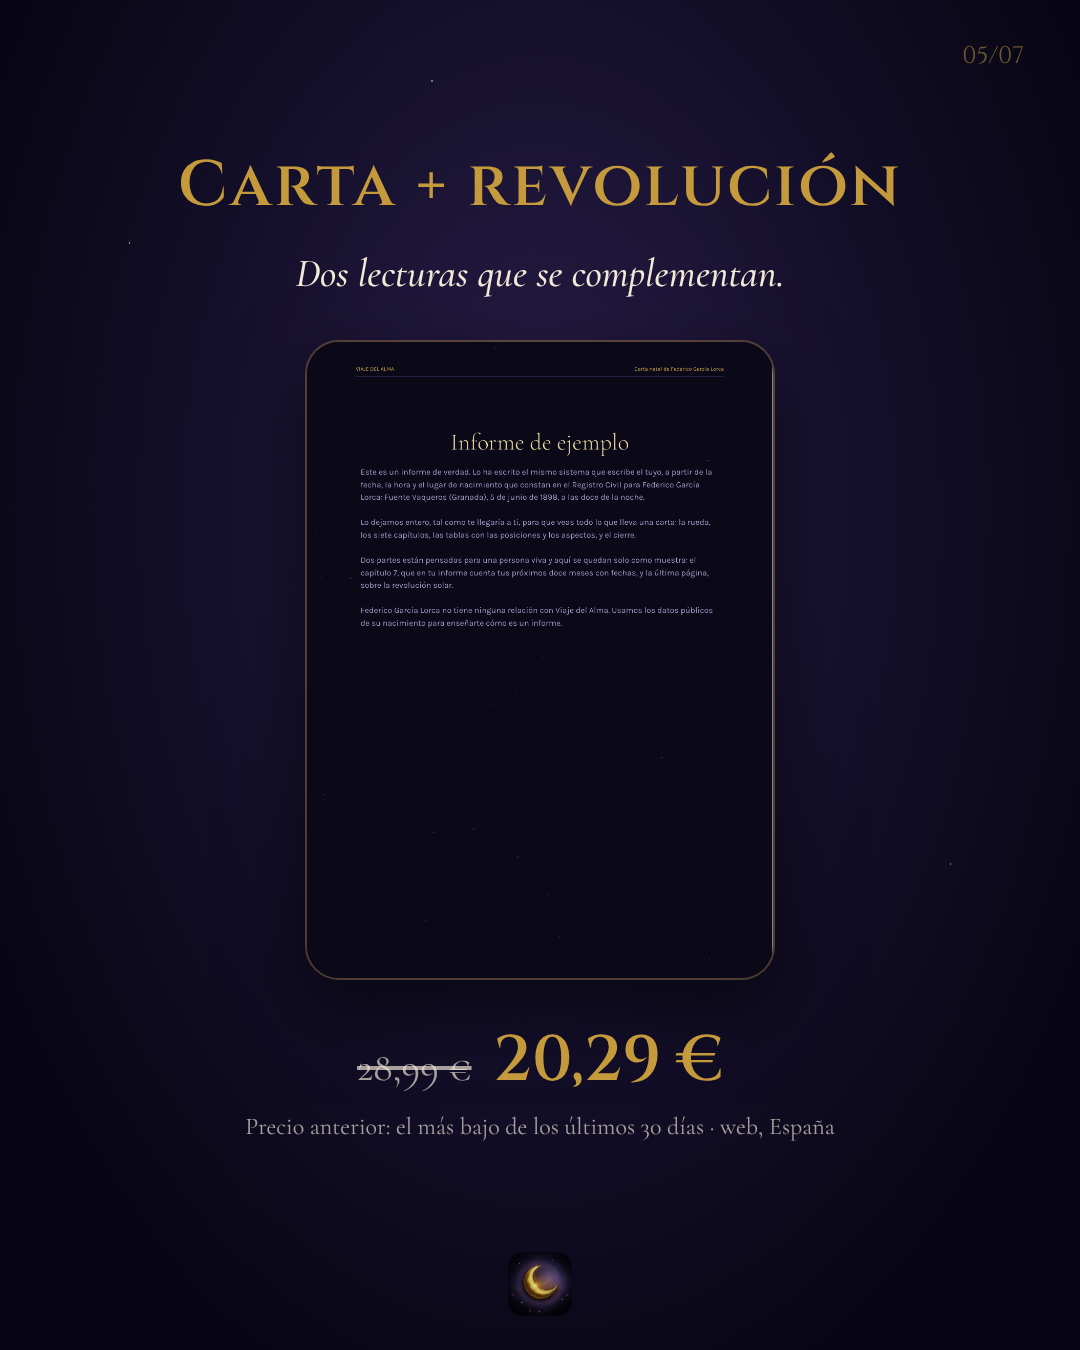 05/07
CARTA + REVOLUCIÓN
Dos lecturas que se complementan.
VIAJE DEL ALMA
Carta natal de Federico García Lorca
Informe de ejemplo
Este es un informe de verdad. Lo ha escrito el mismo sistema que escribe el tuyo, a partir de la
fecha, la hora y el lugar de nacimiento que constan en el Registro Civil para Federico García
Lorca: Fuente Vaqueros (Granada), 5 de junio de 1898, a las doce de la noche.
Lo dejamos entero, tal como te llegaría a ti, para que veas todo lo que lleva una carta: la rueda,
los siete capítulos, las tablas con las posiciones y los aspectos, y el cierre.
Dos partes están pensadas para una persona viva y aquí se quedan solo como muestra: el
capítulo 7, que en tu informe cuenta tus próximos doce meses con fechas, y la última página,
sobre la revolución solar.
Federico García Lorca no tiene ninguna relación con Viaje del Alma. Usamos los datos públicos
de su nacimiento para enseñarte cómo es un informe.
28,99 € 20,29 €
Precio anterior: el más bajo de los últimos 30 días · web, España